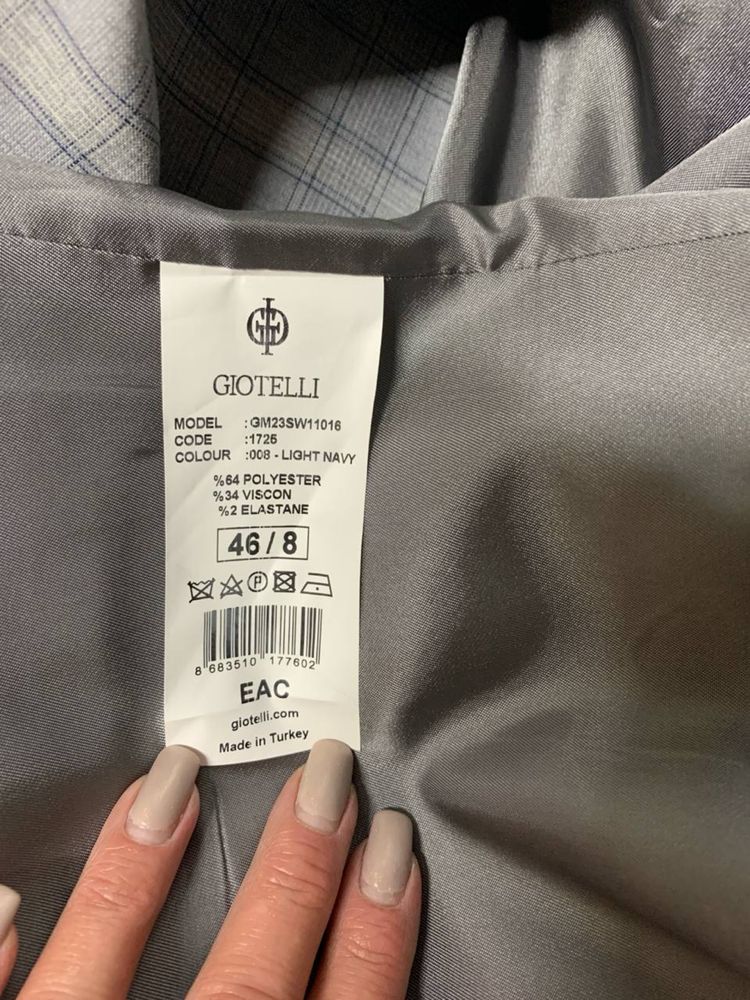 GIOTELLI
MODEL : GM23SW11016
CODE : 1725
COLOUR : 008 - LIGHT NAVY
%64 POLYESTER
%34 VISCON
%2 ELASTANE
46 / 8
P
8 683510 177602
EAC
giotelli.com
Made in Turkey